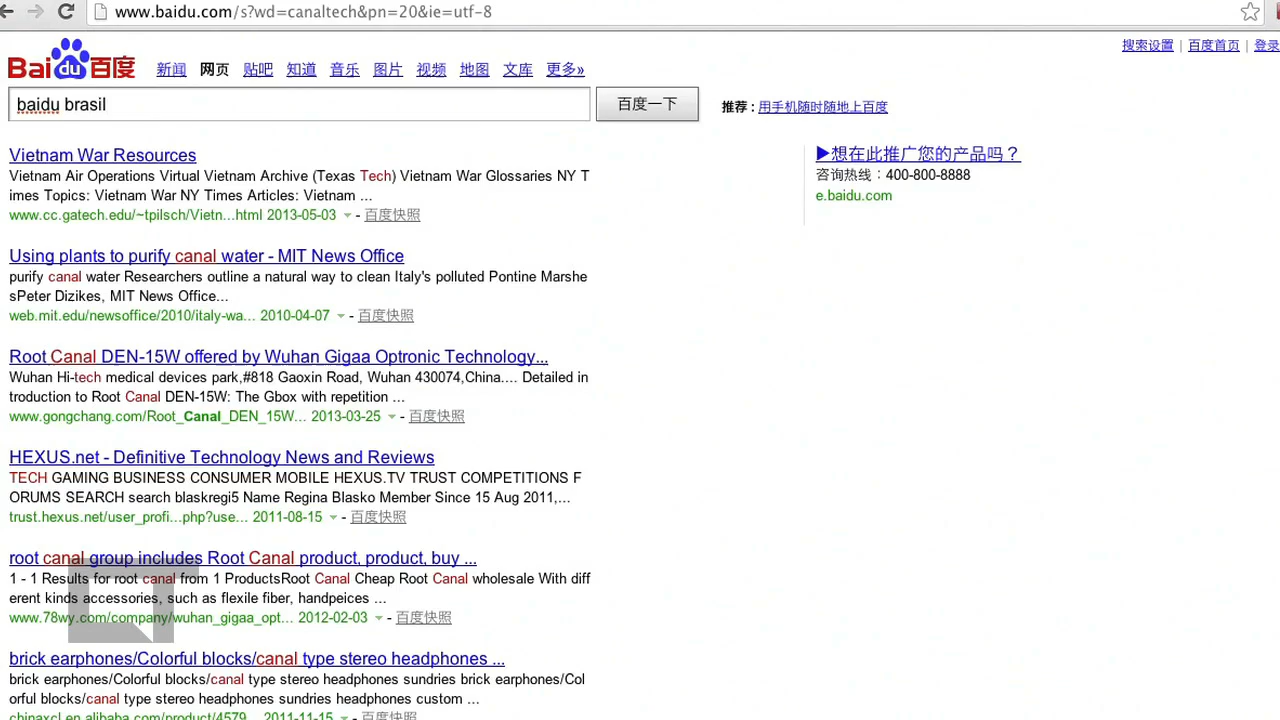 www.baidu.com/s?wd=canaltech&pn=20&ie=utf-8
搜索设置 | 百度首页 | 登录
Bai du 百度 新闻 网页 贴吧 知道 音乐 图片 视频 地图 文库 更多»
baidu brasil 百度一下 推荐 : 用手机随时随地上百度
Vietnam War Resources
Vietnam Air Operations Virtual Vietnam Archive (Texas Tech) Vietnam War Glossaries NY T
imes Topics: Vietnam War NY Times Articles: Vietnam ...
www.cc.gatech.edu/~tpilsch/Vietn...html 2013-05-03 - 百度快照
Using plants to purify canal water - MIT News Office
purify canal water Researchers outline a natural way to clean Italy's polluted Pontine Marshe
sPeter Dizikes, MIT News Office...
web.mit.edu/newsoffice/2010/italy-wa... 2010-04-07 - 百度快照
Root Canal DEN-15W offered by Wuhan Gigaa Optronic Technology...
Wuhan Hi-tech medical devices park,#818 Gaoxin Road, Wuhan 430074,China.... Detailed in
troduction to Root Canal DEN-15W: The Gbox with repetition ...
www.gongchang.com/Root_Canal_DEN_15W... 2013-03-25 - 百度快照
HEXUS.net - Definitive Technology News and Reviews
TECH GAMING BUSINESS CONSUMER MOBILE HEXUS.TV TRUST COMPETITIONS F
ORUMS SEARCH search blaskregi5 Name Regina Blasko Member Since 15 Aug 2011,...
trust.hexus.net/user_profi...php?use... 2011-08-15 - 百度快照
root canal group includes Root Canal product, product, buy ...
1 - 1 Results for root canal from 1 ProductsRoot Canal Cheap Root Canal wholesale With diff
erent kinds accessories, such as flexile fiber, handpeices ...
www.78wy.com/company/wuhan_gigaa_opt... 2012-02-03 - 百度快照
brick earphones/Colorful blocks/canal type stereo headphones ...
brick earphones/Colorful blocks/canal type stereo headphones sundries brick earphones/Col
orful blocks/canal type stereo headphones sundries headphones custom ...
chinaxcl.en.alibaba.com/product/4579... 2011-11-15 - 百度快照
▶想在此推广您的产品吗？
咨询热线：400-800-8888
e.baidu.com